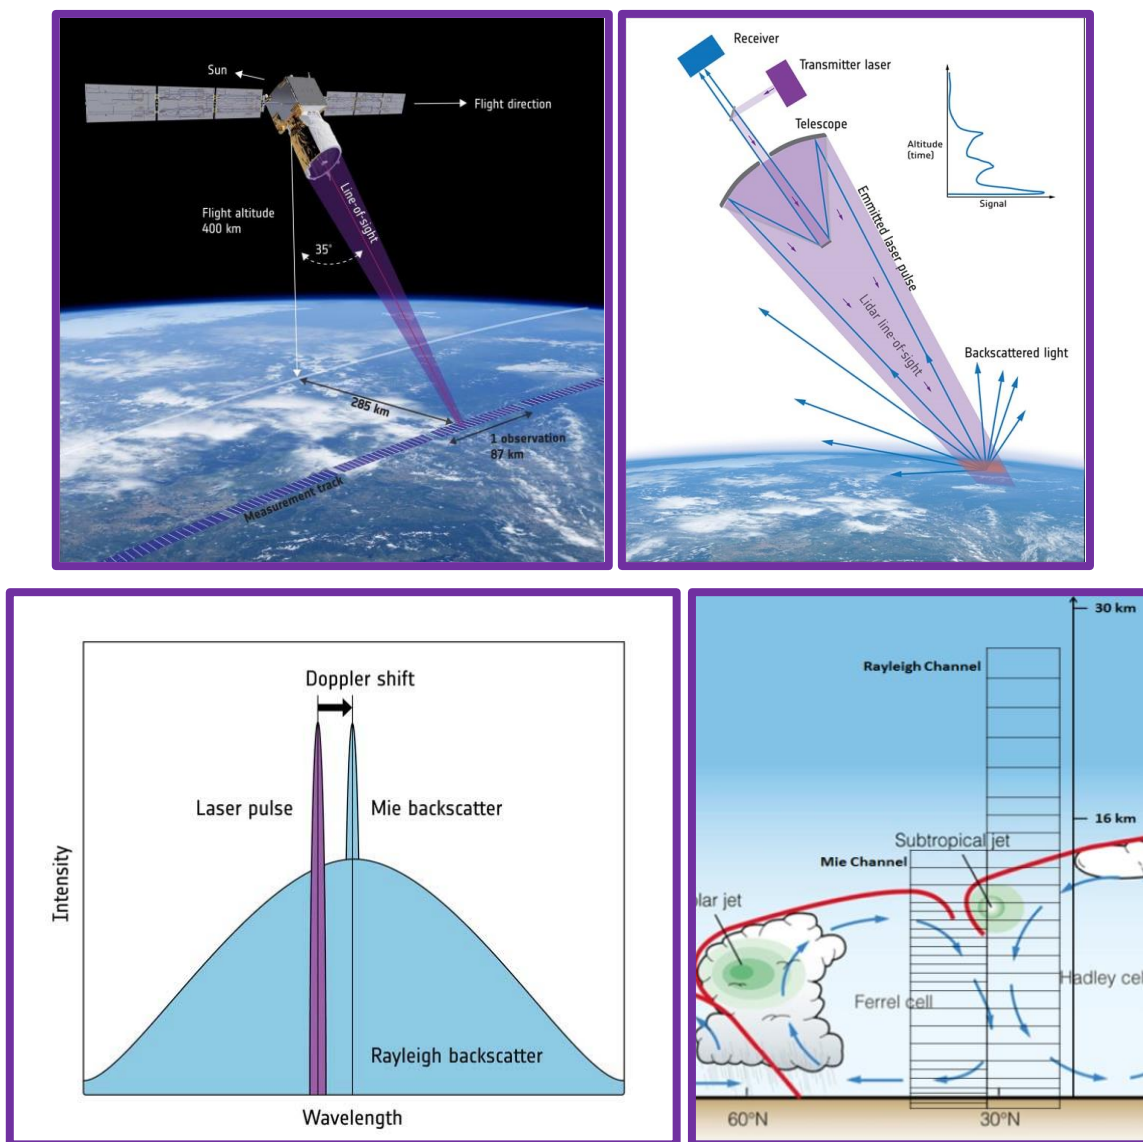 Sun
Flight direction
Line-of-sight
Flight altitude
400 km
35°
285 km
1 observation
87 km
Measurement track
Receiver
Transmitter laser
Telescope
Altitude
[time]
Signal
Emmitted laser pulse
Lidar line-of-sight
Backscattered light
Doppler shift
Laser pulse
Mie backscatter
Rayleigh backscatter
Intensity
Wavelength
30 km
Rayleigh Channel
16 km
Subtropical jet
Mie Channel
lar jet
Hadley cel
Ferrel cell
60°N
30°N